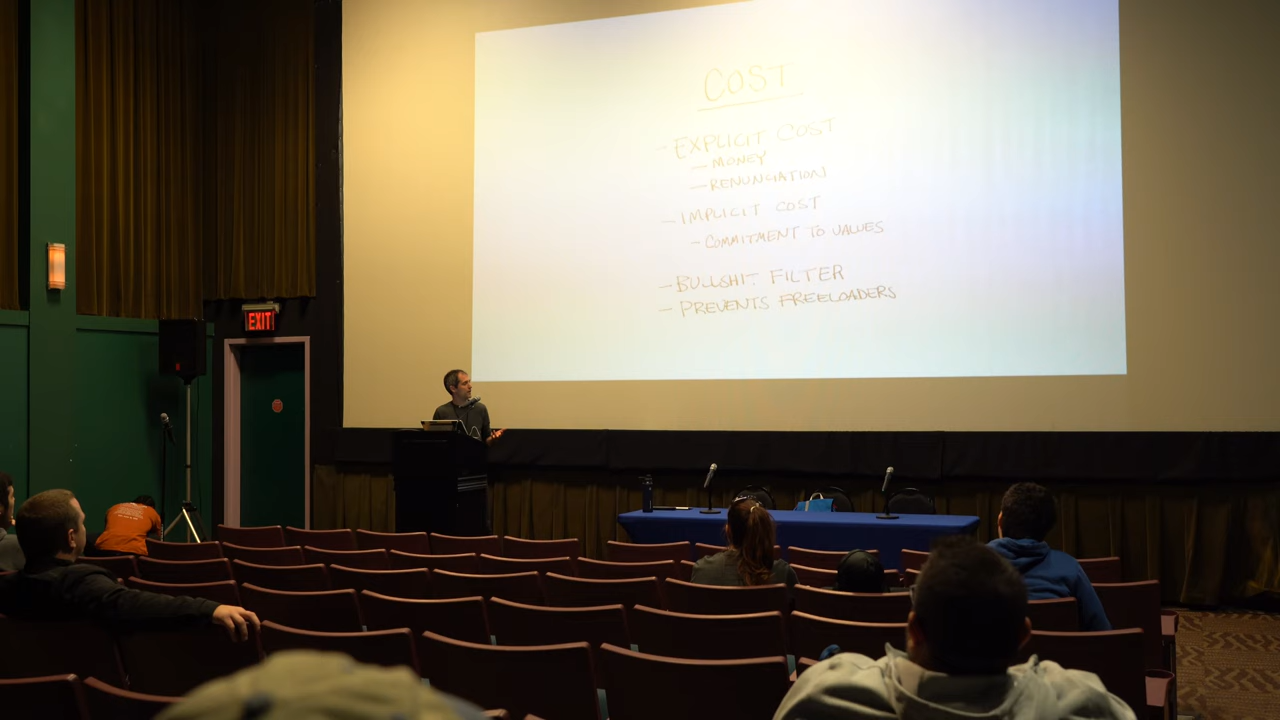 COST
- EXPLICIT COST
- MONEY
- RENUNCIATION
- IMPLICIT COST
- COMMITMENT TO VALUES
- BULLSHIT FILTER
- PREVENTS FREELOADERS
EXIT